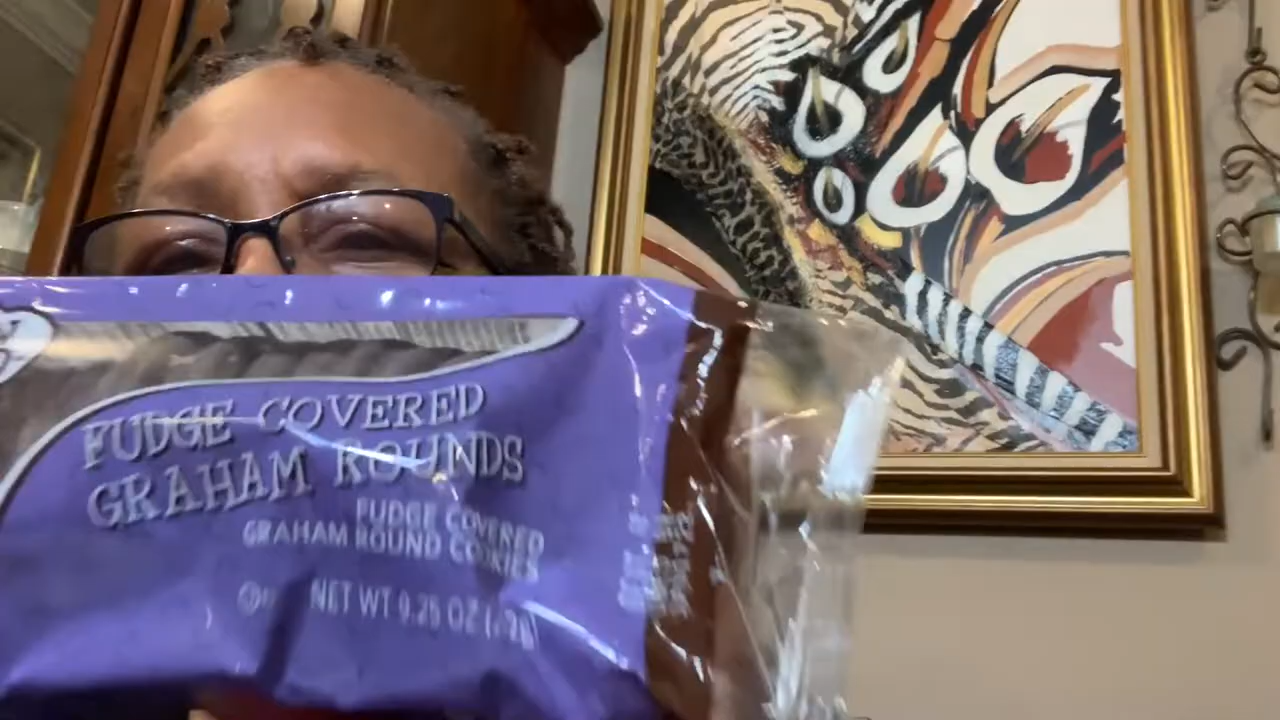 FUDGE COVERED
GRAHAM ROUNDS
FUDGE COVERED
GRAHAM ROUND COOKIES
NET WT 9.25 OZ